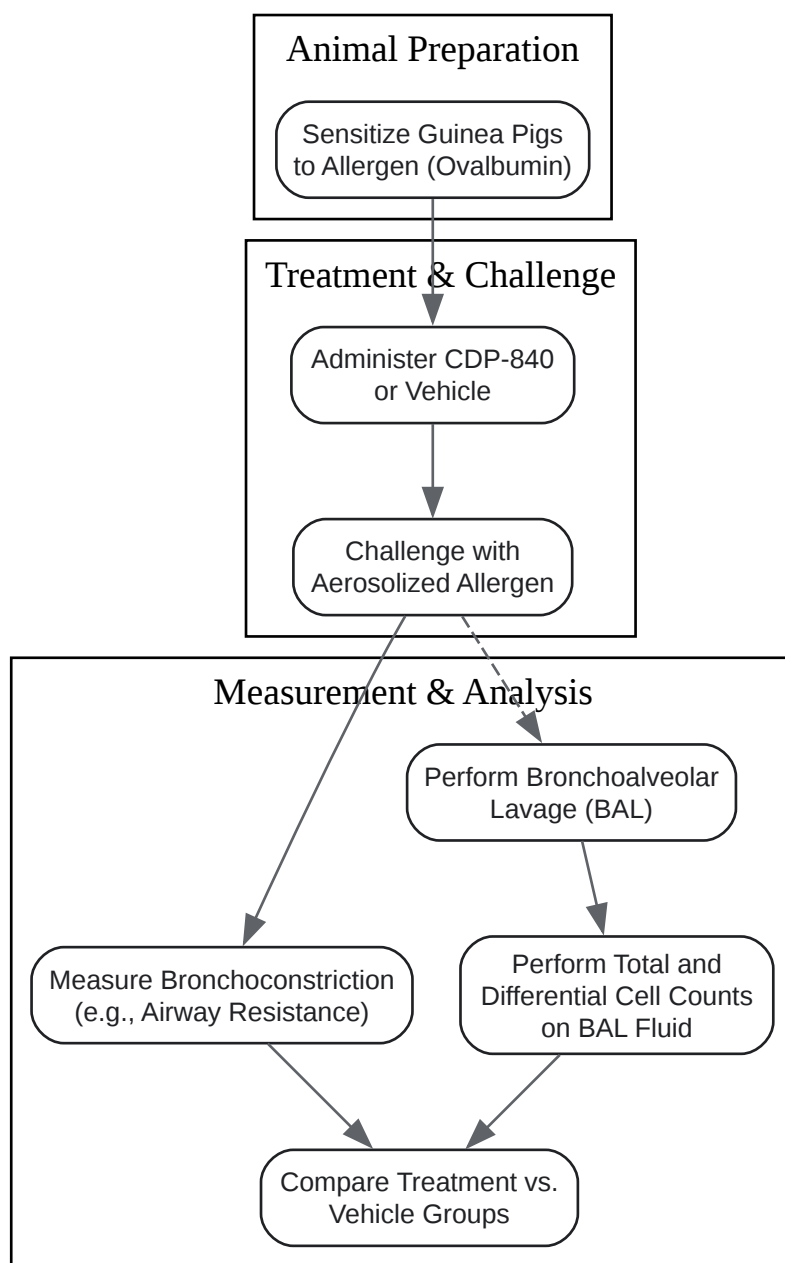 Animal Preparation
Sensitize Guinea Pigs
to Allergen (Ovalbumin)
Treatment & Challenge
Administer CDP-840
or Vehicle
Challenge with
Aerosolized Allergen
Measurement & Analysis
Perform Bronchoalveolar
Lavage (BAL)
Measure Bronchoconstriction
(e.g., Airway Resistance)
Perform Total and
Differential Cell Counts
on BAL Fluid
Compare Treatment vs.
Vehicle Groups